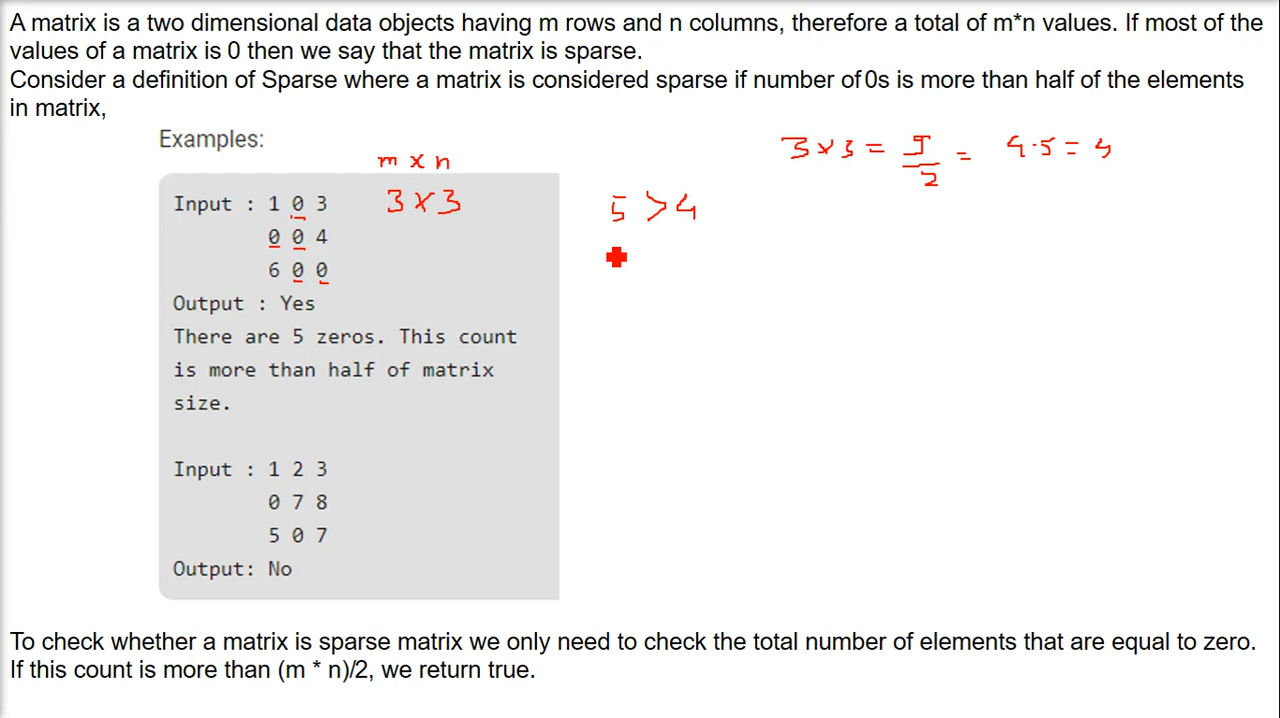 A matrix is a two dimensional data objects having m rows and n columns, therefore a total of m*n values. If most of the
values of a matrix is 0 then we say that the matrix is sparse.
Consider a definition of Sparse where a matrix is considered sparse if number of 0s is more than half of the elements
in matrix,
Examples:
m x n
3 x 3 = 9/2 = 4.5 = 4
Input : 1 0 3
3 x 3
5 > 4
0 0 4
6 0 0
Output : Yes
There are 5 zeros. This count
is more than half of matrix
size.
Input : 1 2 3
0 7 8
5 0 7
Output: No
To check whether a matrix is sparse matrix we only need to check the total number of elements that are equal to zero.
If this count is more than (m * n)/2, we return true.